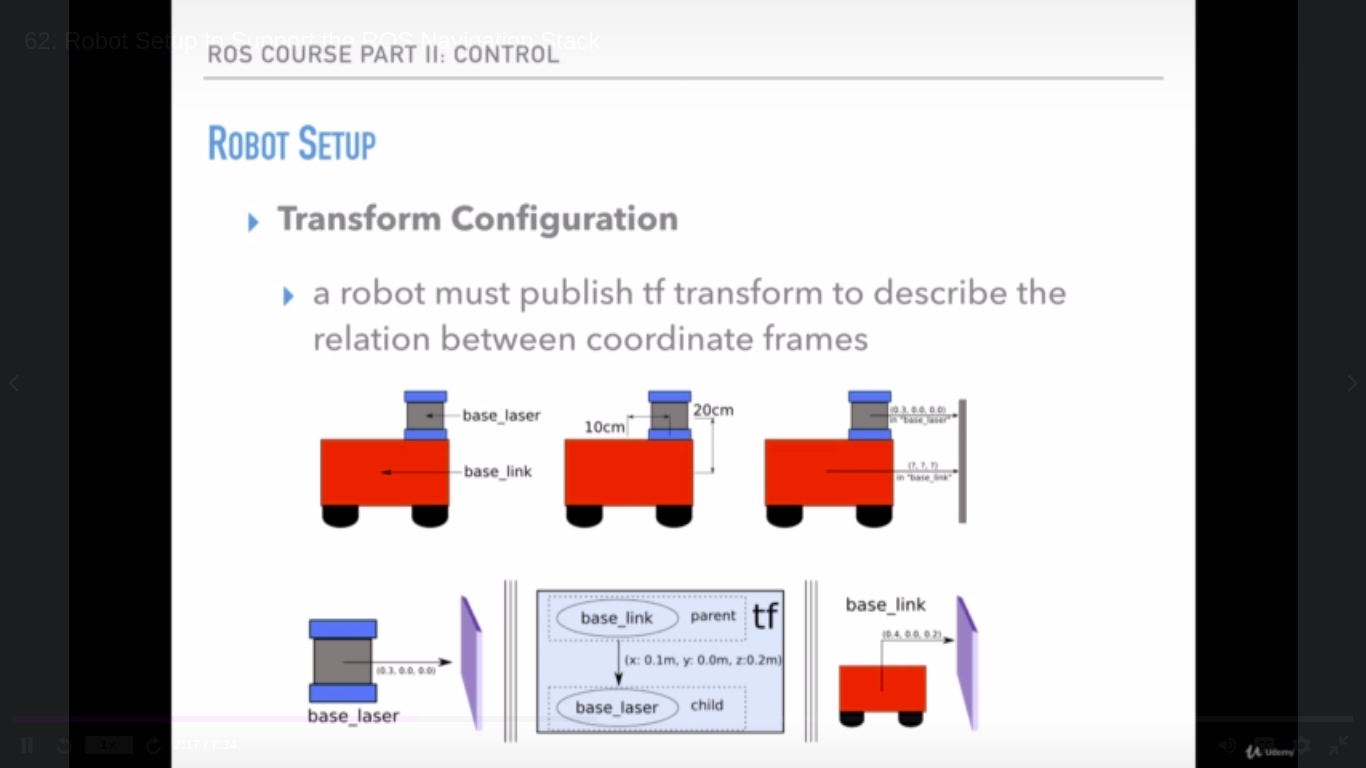 62. Robot Setup to Support the ROS Navigation Stack
ROS COURSE PART II: CONTROL
ROBOT SETUP
Transform Configuration
a robot must publish tf transform to describe the
relation between coordinate frames
base_laser
base_link
10cm
20cm
(0.3, 0.0, 0.0)
in "base_laser"
(?, ?, ?)
in "base_link"
(0.3, 0.0, 0.0)
base_laser
base_link
parent
tf
(x: 0.1m, y: 0.0m, z:0.2m)
base_laser
child
base_link
(0.4, 0.0, 0.2)
1x
Udemy